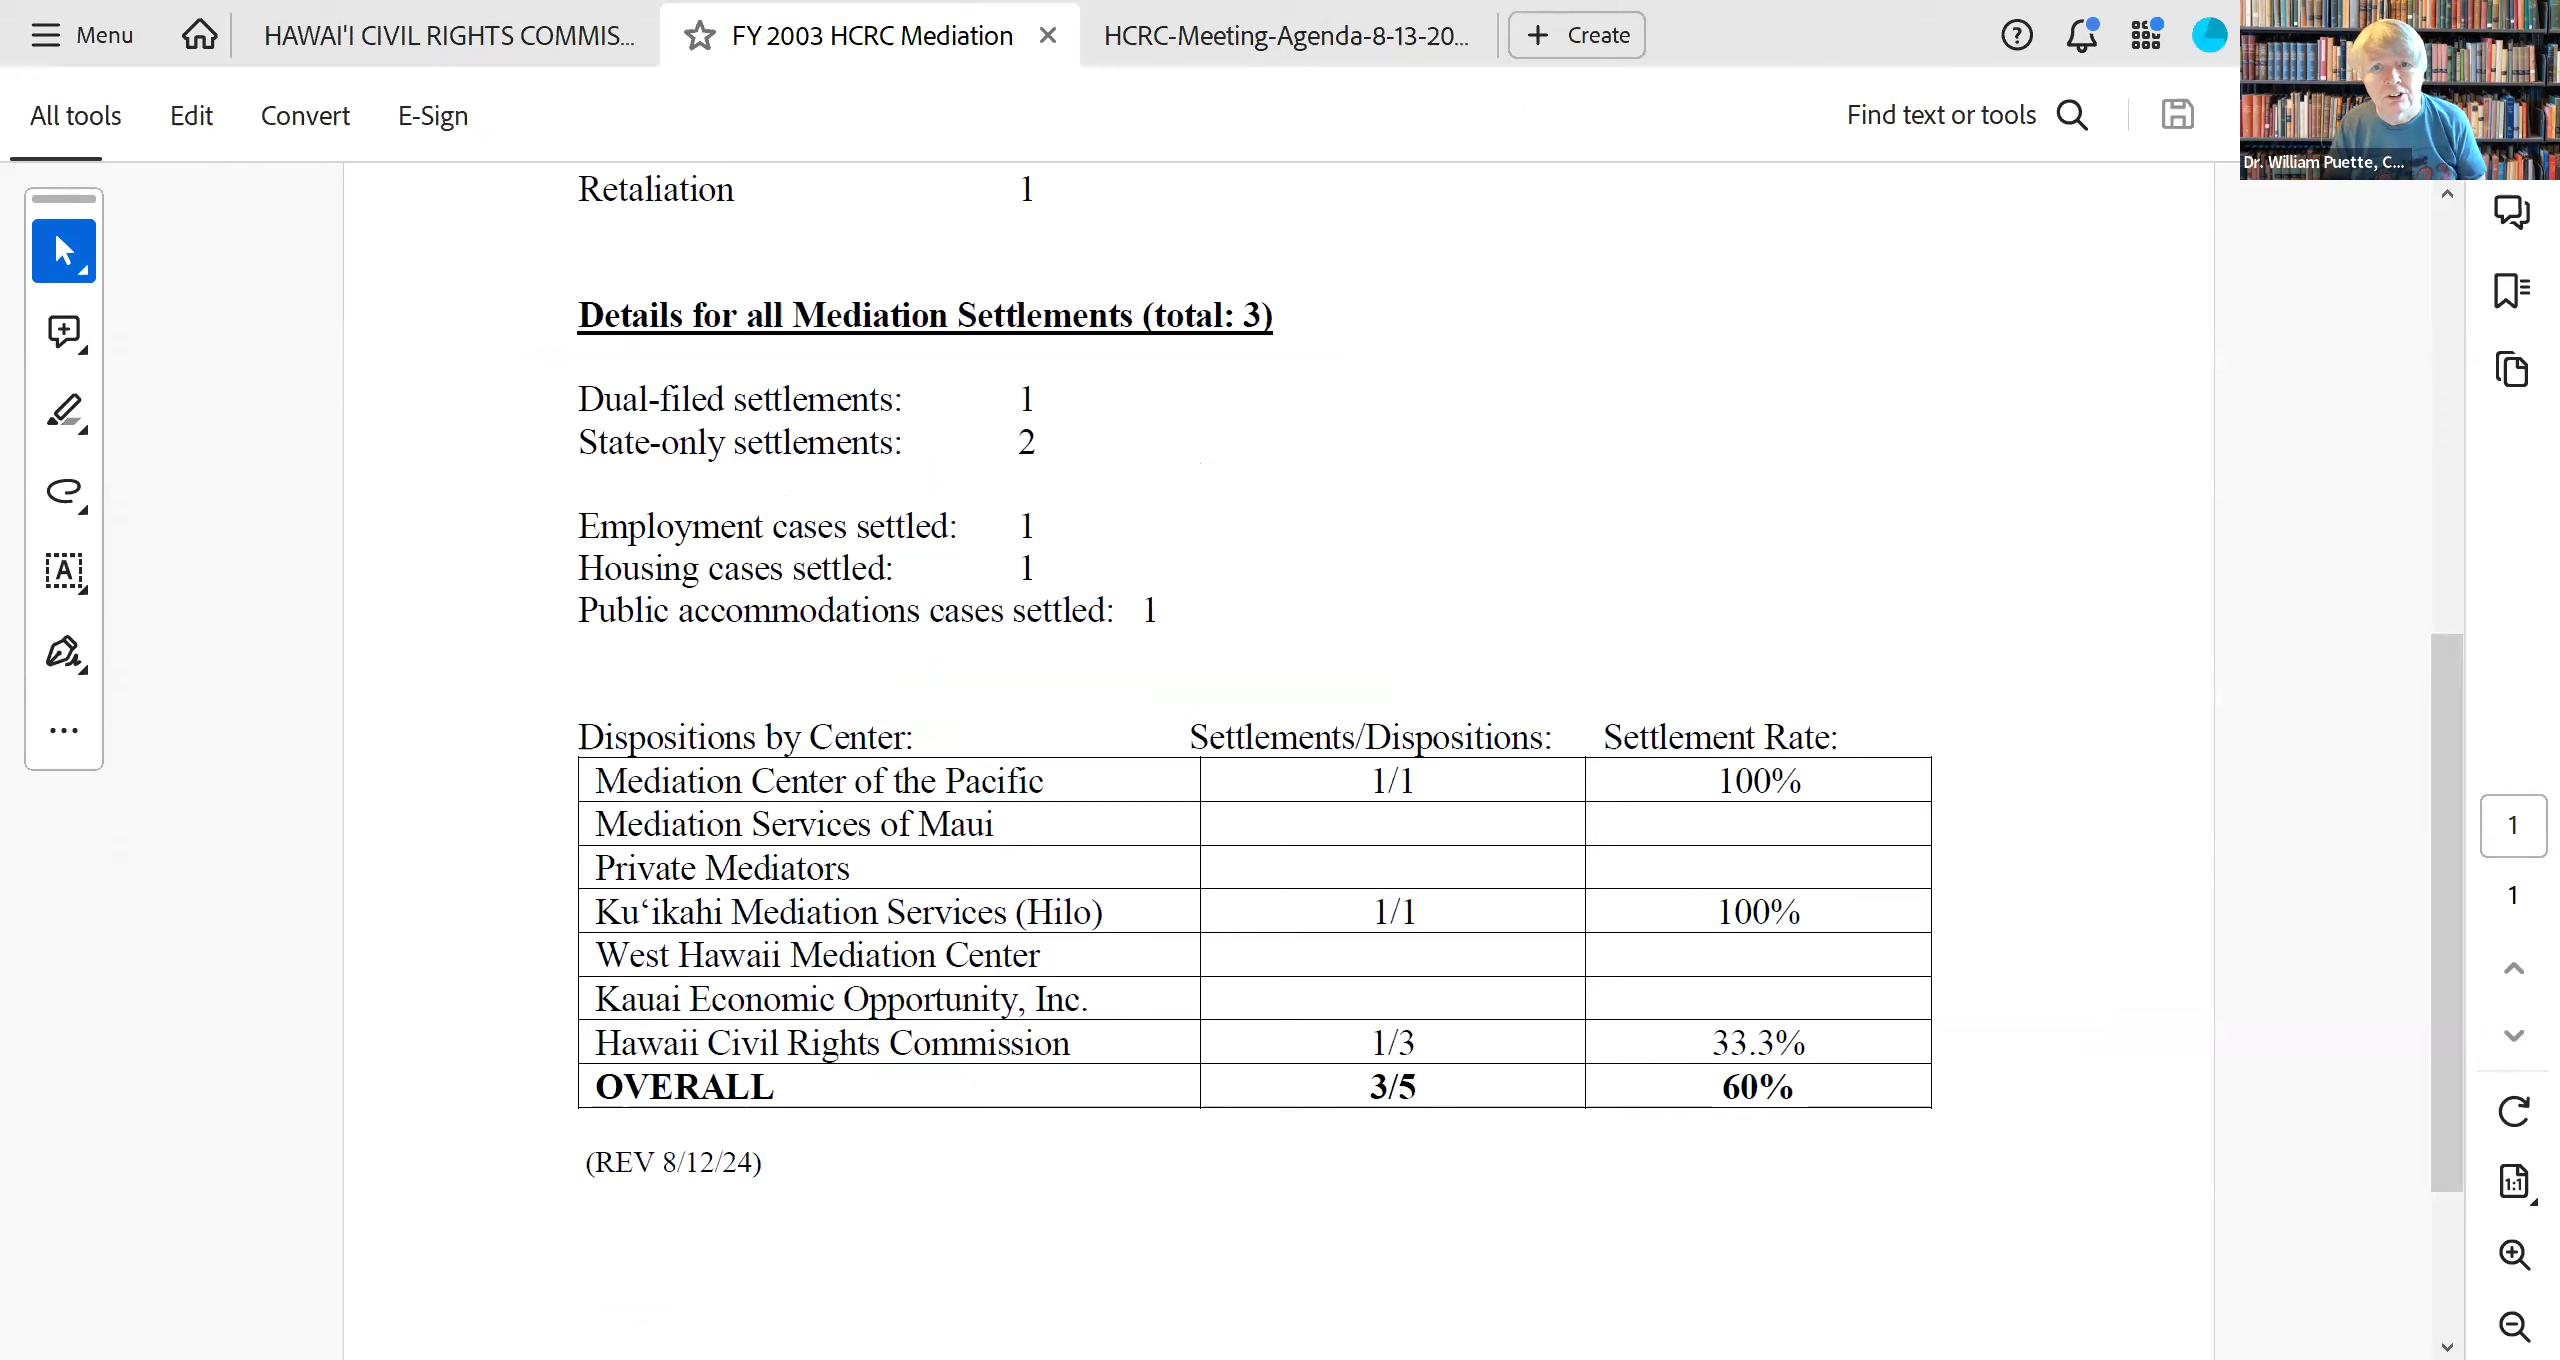 Menu
HAWAI'I CIVIL RIGHTS COMMIS...
FY 2003 HCRC Mediation
HCRC-Meeting-Agenda-8-13-20...
Create
All tools
Edit
Convert
E-Sign
Find text or tools
Dr. William Puette, C...
Retaliation 1
Details for all Mediation Settlements (total: 3)
Dual-filed settlements: 1
State-only settlements: 2
Employment cases settled: 1
Housing cases settled: 1
Public accommodations cases settled: 1
Dispositions by Center: Settlements/Dispositions: Settlement Rate:
Mediation Center of the Pacific 1/1 100%
Mediation Services of Maui
Private Mediators
Kuʻikahi Mediation Services (Hilo) 1/1 100%
West Hawaii Mediation Center
Kauai Economic Opportunity, Inc.
Hawaii Civil Rights Commission 1/3 33.3%
OVERALL 3/5 60%
(REV 8/12/24)
1
1
1:1